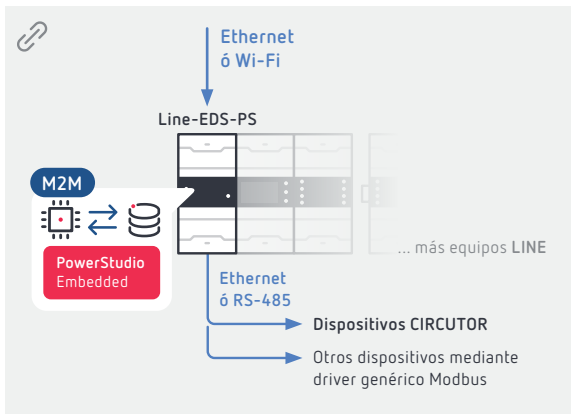 Ethernet
ó Wi-Fi
Line-EDS-PS
M2M
PowerStudio
Embedded
... más equipos LINE
Ethernet
ó RS-485
Dispositivos CIRCUTOR
Otros dispositivos mediante
driver genérico Modbus